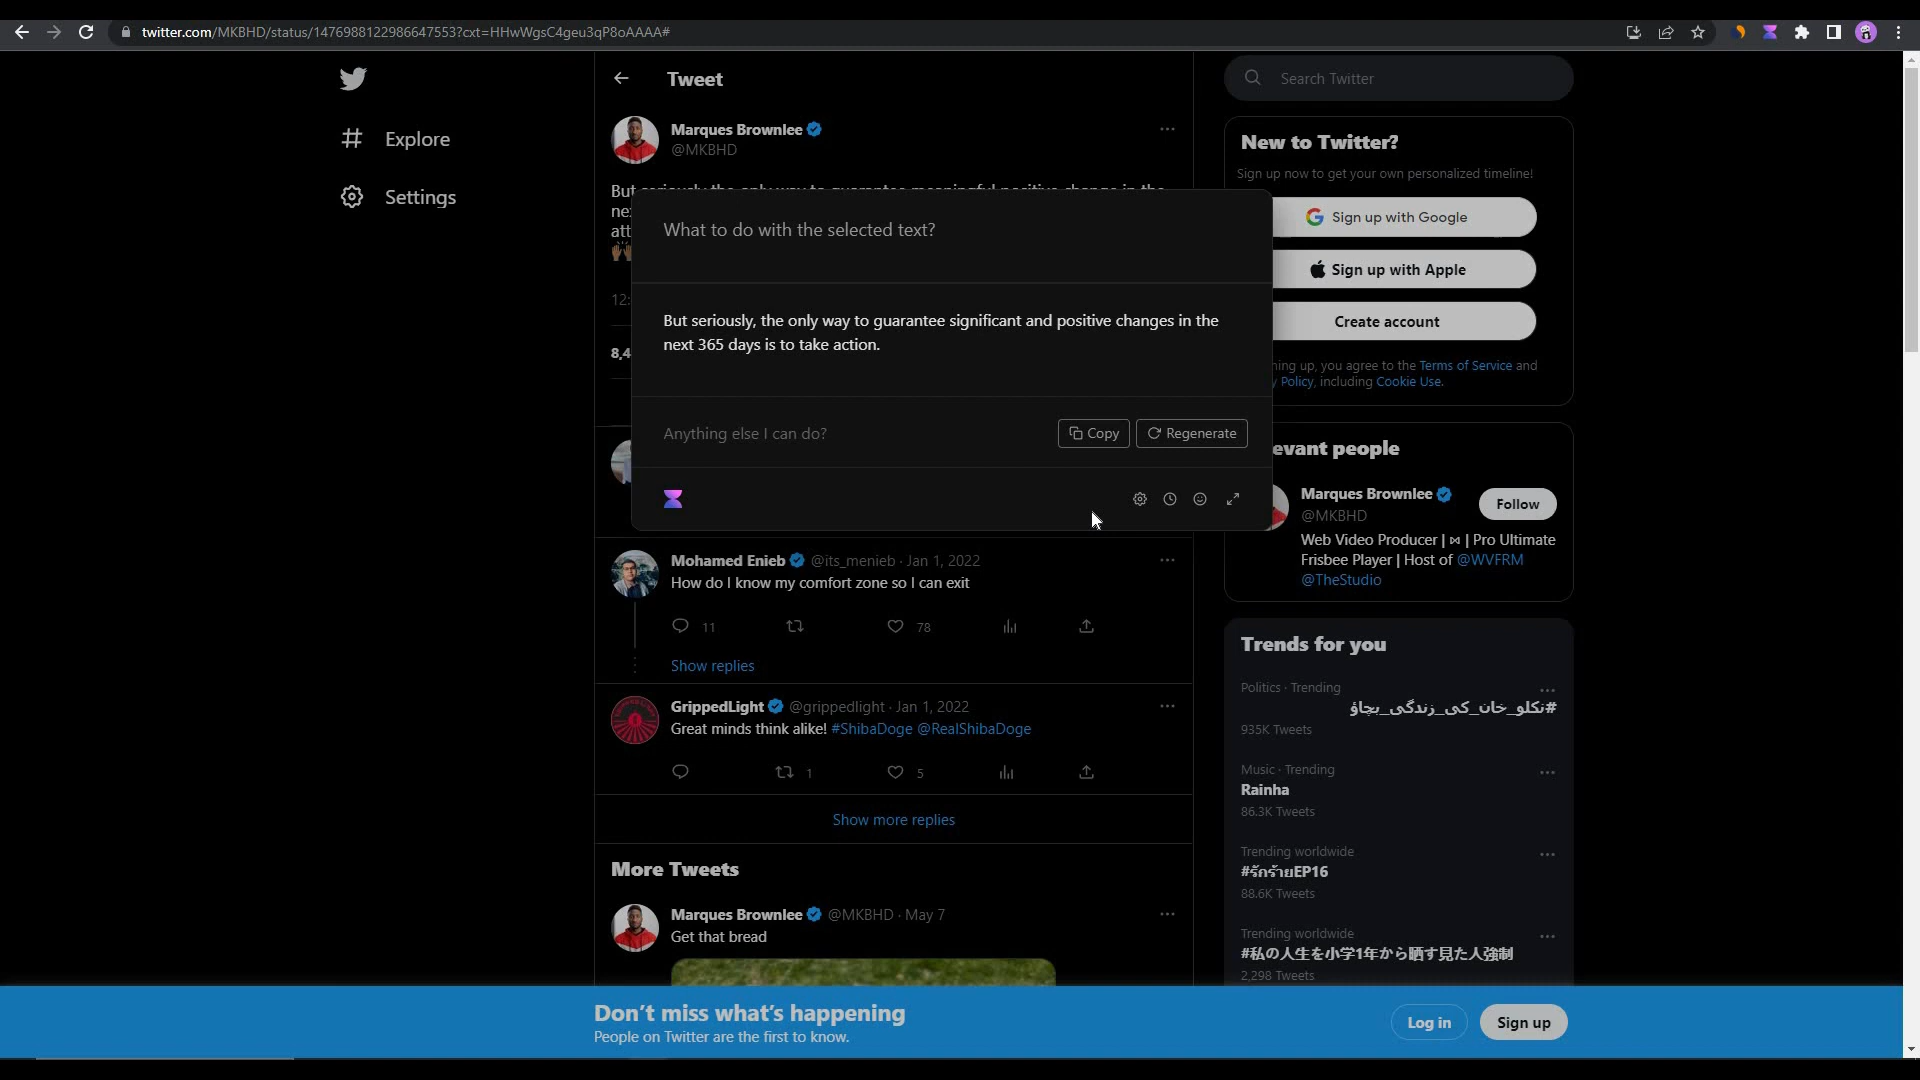 twitter.com/MKBHD/status/1476988122986647553?cxt=HHwWgsC4geu3qP8oAAAA#
Explore
Settings
Tweet
Marques Brownlee
@MKBHD
But seriously the only way to guarantee meaningful positive change in the
12:
8,4
What to do with the selected text?
But seriously, the only way to guarantee significant and positive changes in the
next 365 days is to take action.
Anything else I can do?
Copy
Regenerate
Mohamed Enieb @its_menieb · Jan 1, 2022
How do I know my comfort zone so I can exit
11
78
Show replies
GrippedLight @grippedlight · Jan 1, 2022
Great minds think alike! #ShibaDoge @RealShibaDoge
1
5
Show more replies
More Tweets
Marques Brownlee @MKBHD · May 7
Get that bread
Search Twitter
New to Twitter?
Sign up now to get your own personalized timeline!
Sign up with Google
Sign up with Apple
Create account
ning up, you agree to the Terms of Service and
y Policy, including Cookie Use.
evant people
Marques Brownlee
@MKBHD
Follow
Web Video Producer | ⋈ | Pro Ultimate
Frisbee Player | Host of @WVFRM
@TheStudio
Trends for you
Politics · Trending
#نکلو_خان_کی_زندگی_بچاؤ
935K Tweets
Music · Trending
Rainha
86.3K Tweets
Trending worldwide
#รักร้ายEP16
88.6K Tweets
Trending worldwide
#私の人生を小学1年から晒す見た人強制
2,298 Tweets
Don't miss what's happening
People on Twitter are the first to know.
Log in
Sign up